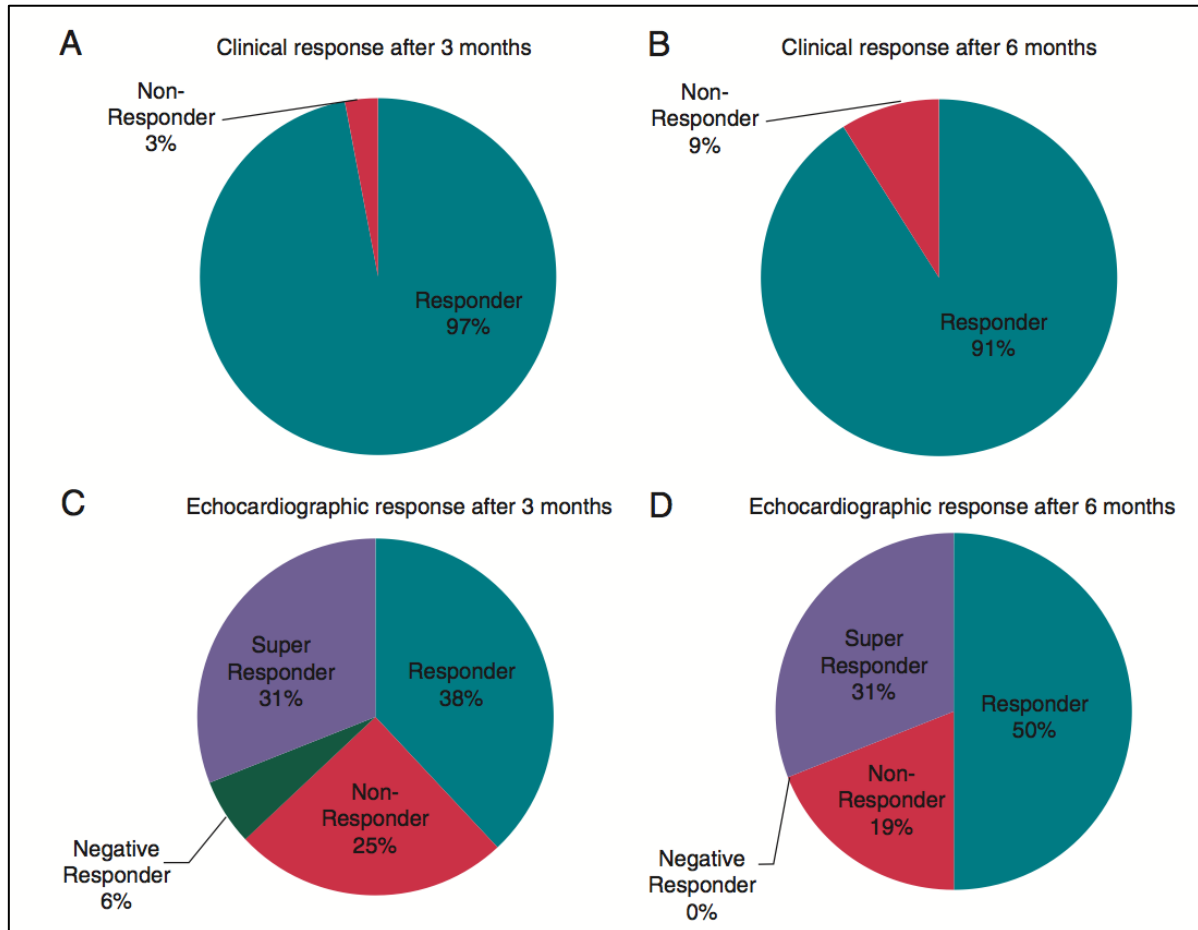 A
Clinical response after 3 months
Non-
Responder
3%
Responder
97%
B
Clinical response after 6 months
Non-
Responder
9%
Responder
91%
C
Echocardiographic response after 3 months
Super
Responder
31%
Responder
38%
Non-
Responder
25%
Negative
Responder
6%
D
Echocardiographic response after 6 months
Super
Responder
31%
Responder
50%
Non-
Responder
19%
Negative
Responder
0%